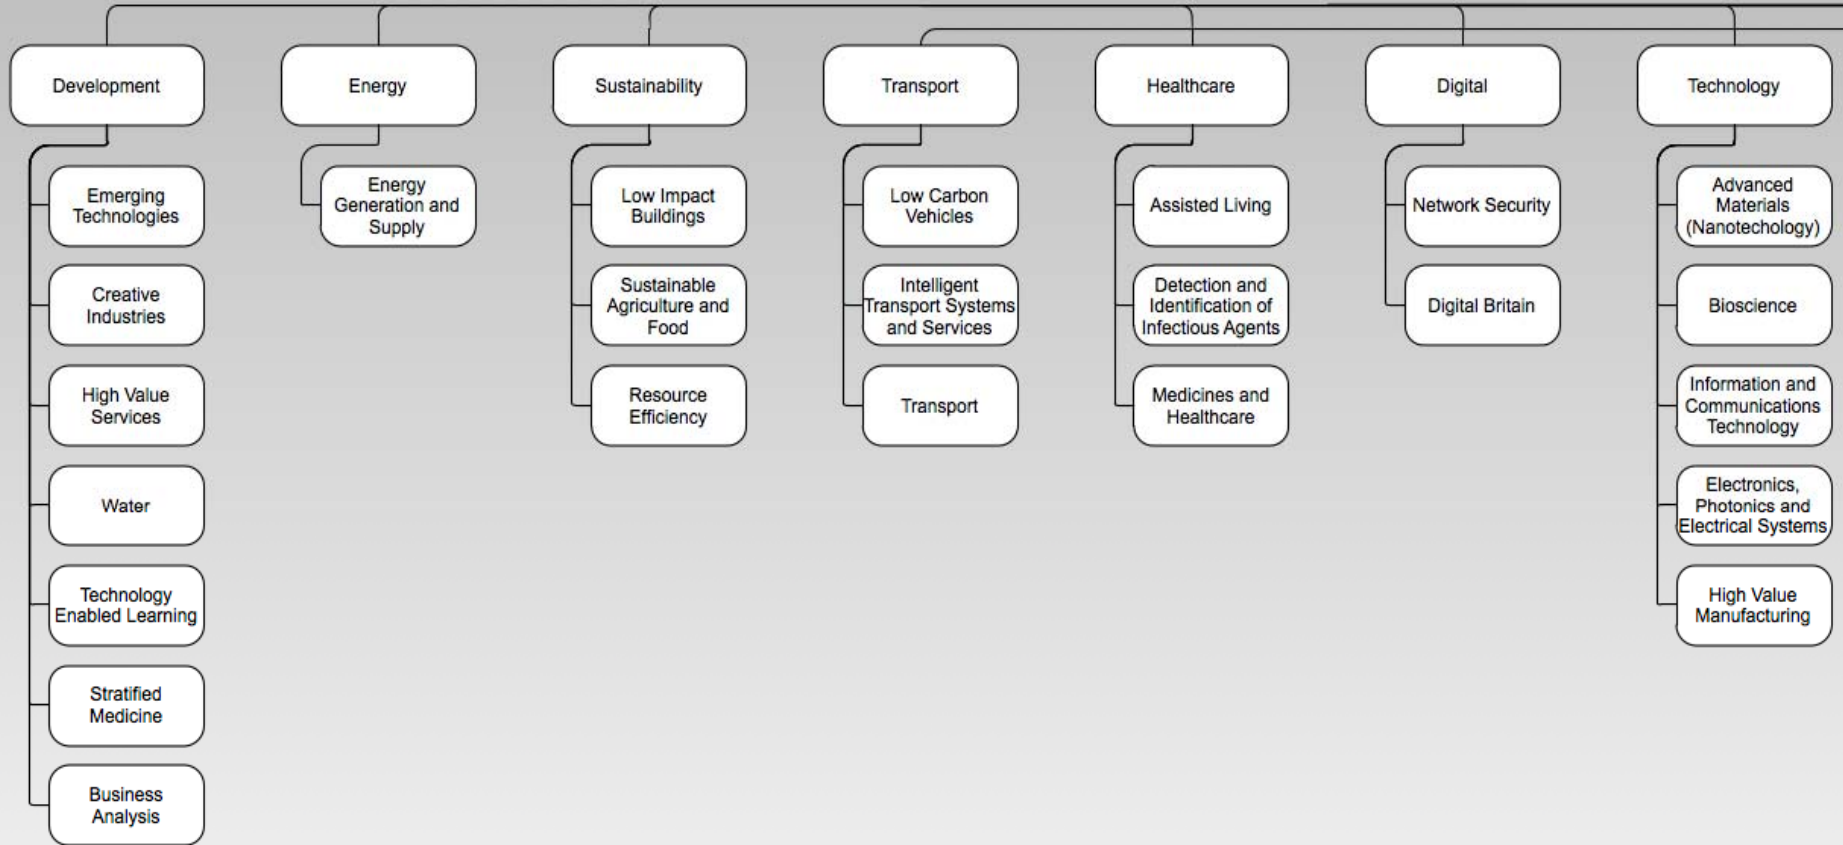 Development
Energy
Sustainability
Transport
Healthcare
Digital
Technology
Emerging
Technologies
Creative
Industries
High Value
Services
Water
Technology
Enabled Learning
Stratified
Medicine
Business
Analysis
Energy
Generation and
Supply
Low Impact
Buildings
Sustainable
Agriculture and
Food
Resource
Efficiency
Low Carbon
Vehicles
Intelligent
Transport Systems
and Services
Transport
Assisted Living
Detection and
Identification of
Infectious Agents
Medicines and
Healthcare
Network Security
Digital Britain
Advanced
Materials
(Nanotechology)
Bioscience
Information and
Communications
Technology
Electronics,
Photonics and
Electrical Systems
High Value
Manufacturing